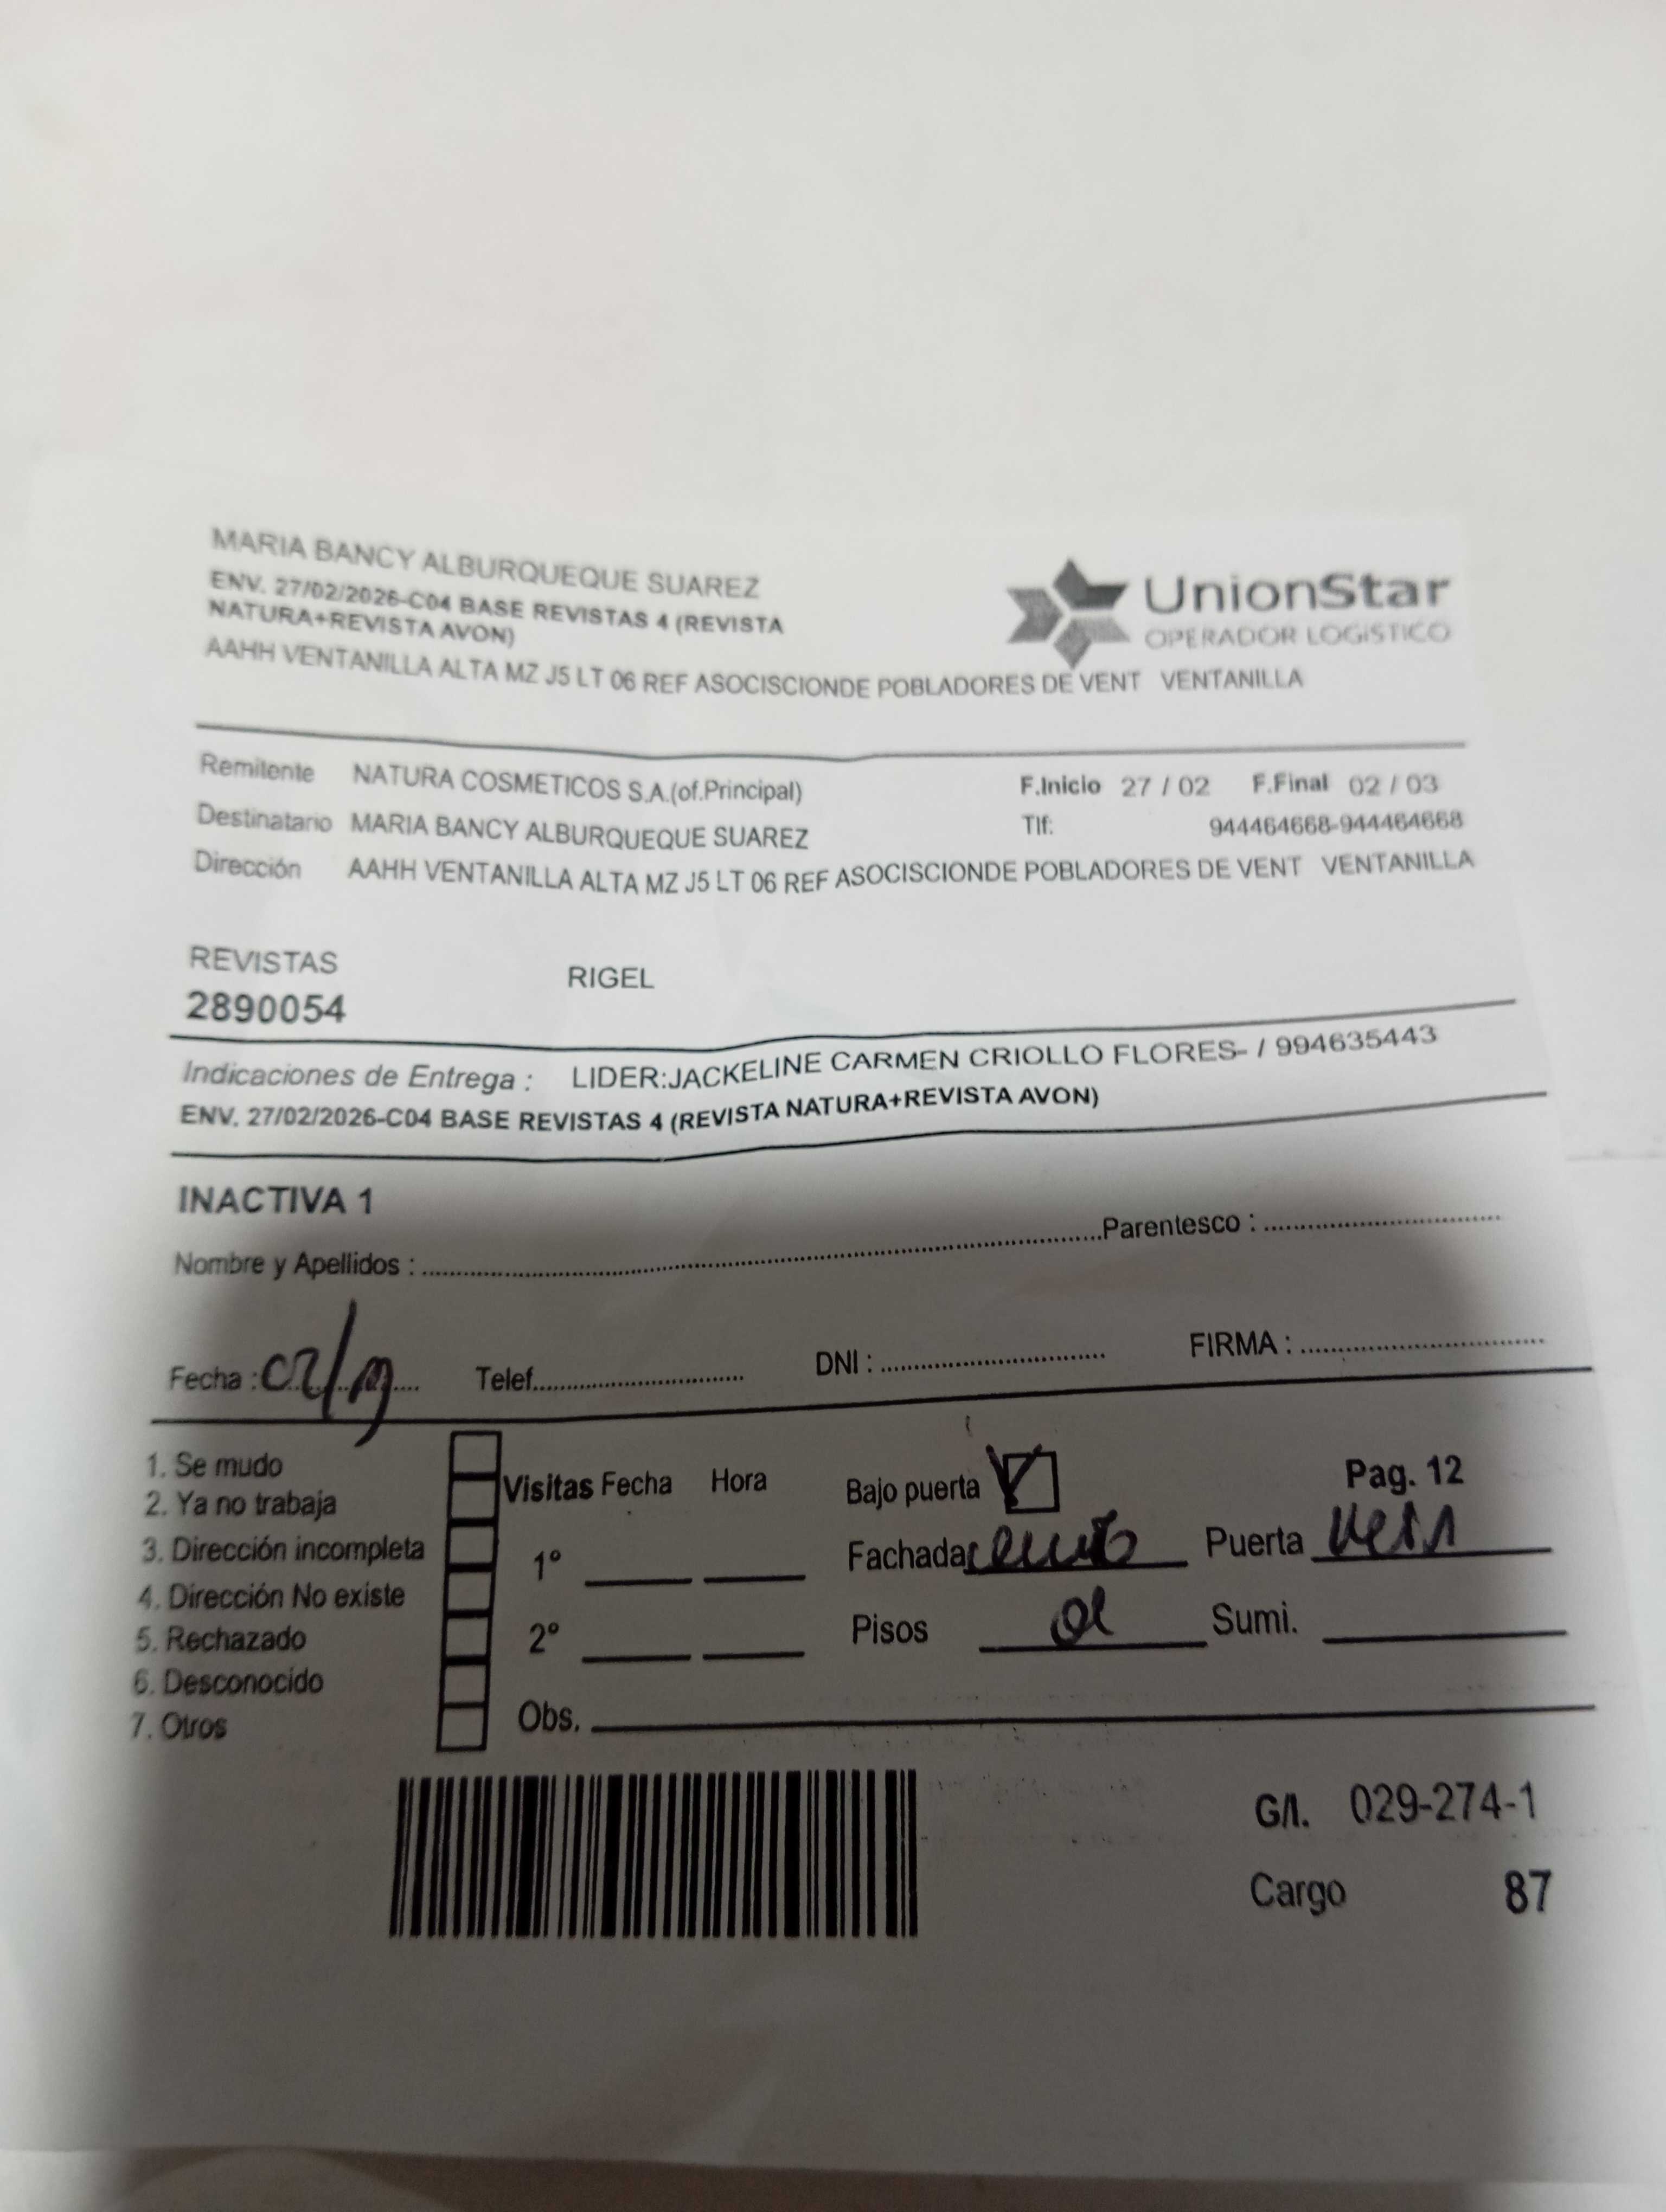 MARIA BANCY ALBURQUEQUE SUAREZ
ENV. 27/02/2026-C04 BASE REVISTAS 4 (REVISTA
NATURA+REVISTA AVON)
AAHH VENTANILLA ALTA MZ J5 LT 06 REF ASOCISCIONDE POBLADORES DE VENT VENTANILLA
UnionStar
OPERADOR LOGISTICO
Remitente NATURA COSMETICOS S.A.(of.Principal) F.Inicio 27 / 02 F.Final 02 / 03
Destinatario MARIA BANCY ALBURQUEQUE SUAREZ Tlf: 944464668-944464668
Dirección AAHH VENTANILLA ALTA MZ J5 LT 06 REF ASOCISCIONDE POBLADORES DE VENT VENTANILLA
REVISTAS RIGEL
2890054
Indicaciones de Entrega : LIDER:JACKELINE CARMEN CRIOLLO FLORES- / 994635443
ENV. 27/02/2026-C04 BASE REVISTAS 4 (REVISTA NATURA+REVISTA AVON)
INACTIVA 1
Nombre y Apellidos : Parentesco :
Fecha : Telef. DNI : FIRMA :
1. Se mudo
2. Ya no trabaja
3. Dirección incompleta
4. Dirección No existe
5. Rechazado
6. Desconocido
7. Otros
Visitas Fecha Hora
1º
2º
Obs.
Bajo puerta Pag. 12
Fachada Puerta
Pisos Sumi.
G/I. 029-274-1
Cargo 87